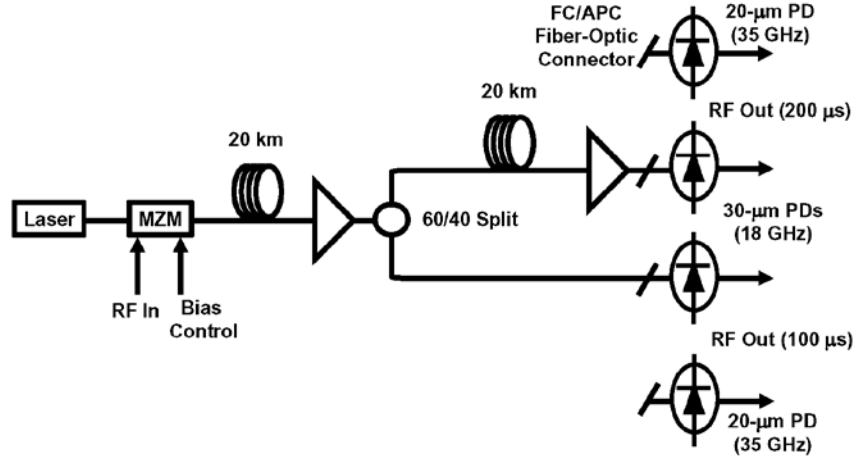 FC/APC
Fiber-Optic
Connector
20-µm PD
(35 GHz)
20 km
RF Out (200 µs)
20 km
Laser
MZM
60/40 Split
30-µm PDs
(18 GHz)
RF In
Bias
Control
RF Out (100 µs)
20-µm PD
(35 GHz)